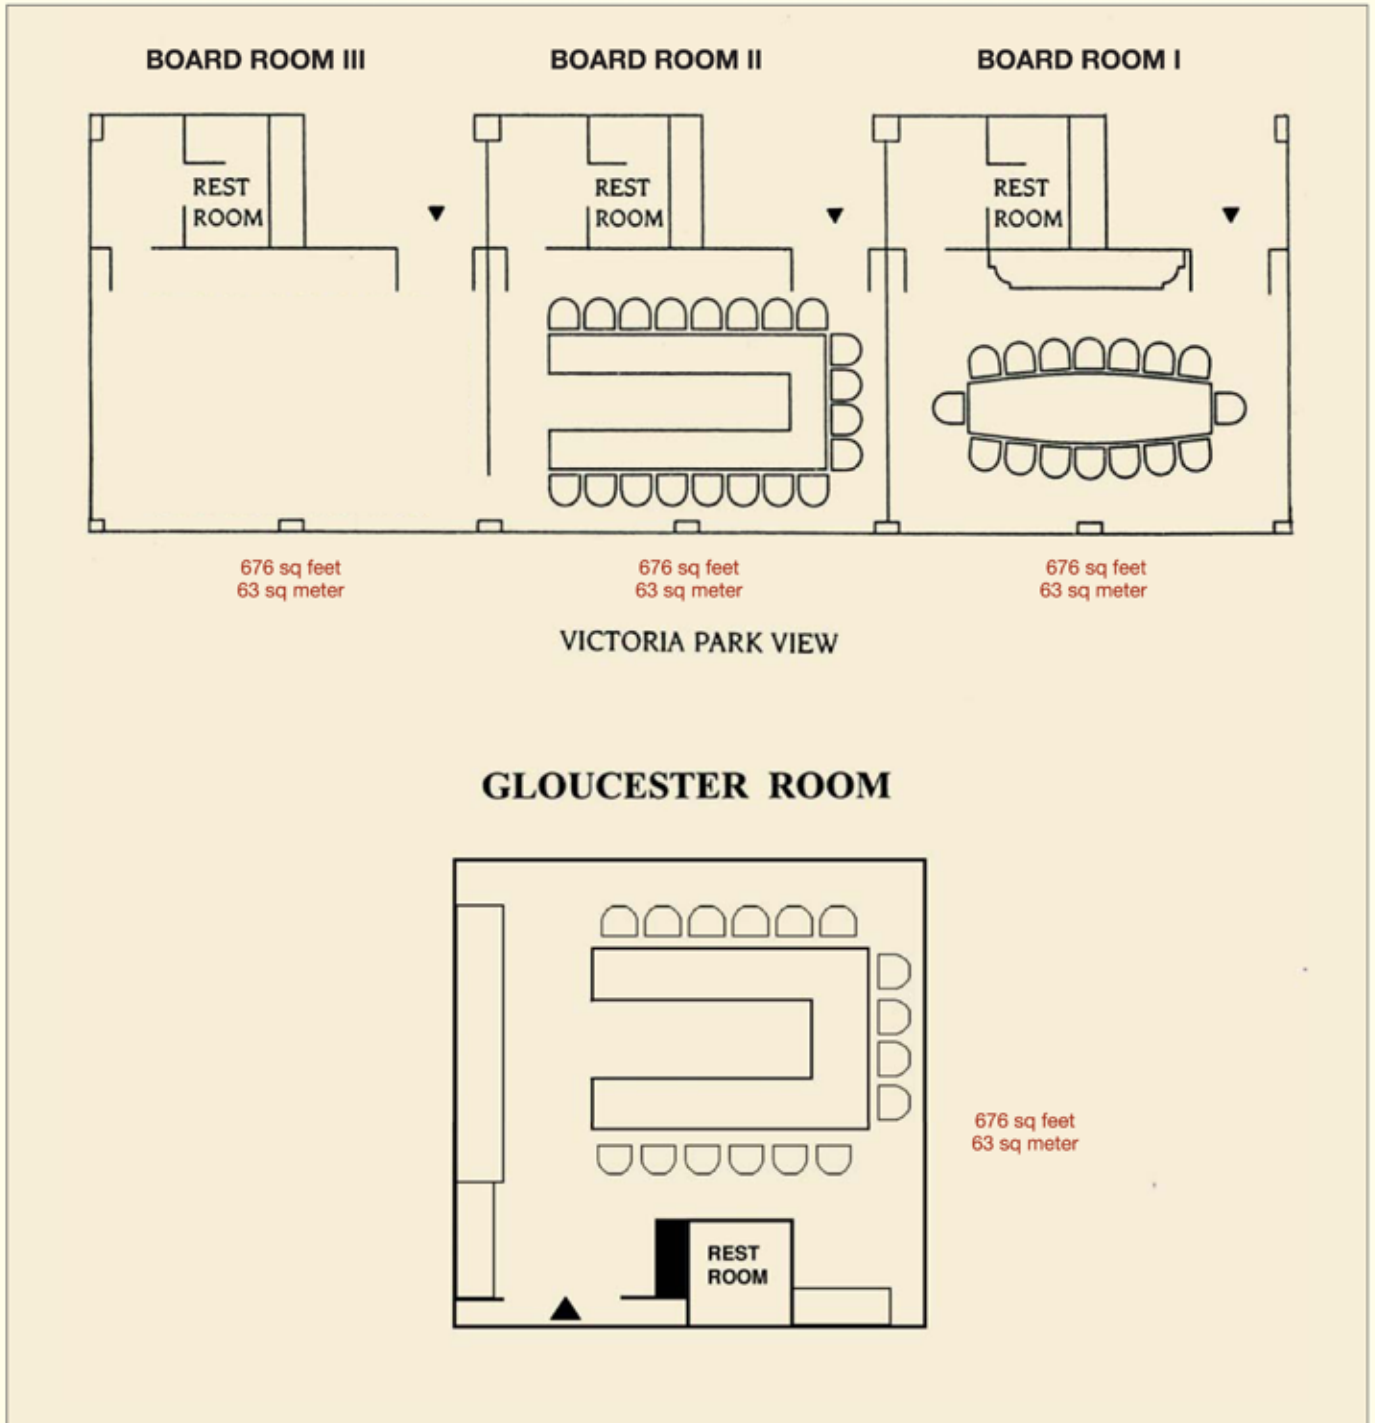 BOARD ROOM III
BOARD ROOM II
BOARD ROOM I
REST
ROOM
REST
ROOM
REST
ROOM
676 sq feet
63 sq meter
676 sq feet
63 sq meter
676 sq feet
63 sq meter
VICTORIA PARK VIEW
GLOUCESTER ROOM
676 sq feet
63 sq meter
REST
ROOM